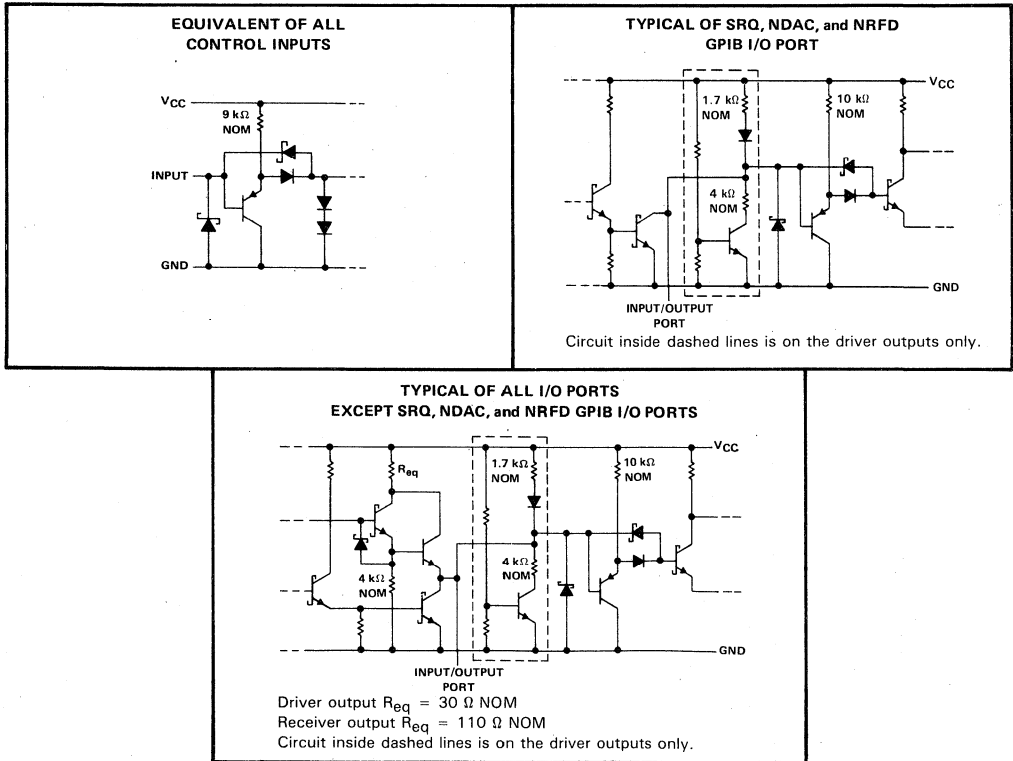 EQUIVALENT OF ALL
CONTROL INPUTS
VCC
9 kΩ
NOM
INPUT
GND
TYPICAL OF SRQ, NDAC, and NRFD
GPIB I/O PORT
VCC
1.7 kΩ
NOM
10 kΩ
NOM
4 kΩ
NOM
GND
INPUT/OUTPUT
PORT
Circuit inside dashed lines is on the driver outputs only.
TYPICAL OF ALL I/O PORTS
EXCEPT SRQ, NDAC, and NRFD GPIB I/O PORTS
VCC
Req
1.7 kΩ
NOM
10 kΩ
NOM
4 kΩ
NOM
4 kΩ
NOM
GND
INPUT/OUTPUT
PORT
Driver output Req = 30 Ω NOM
Receiver output Req = 110 Ω NOM
Circuit inside dashed lines is on the driver outputs only.